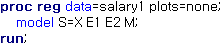 proc reg data=salary1 plots=none;
model S=X E1 E2 M;
run;